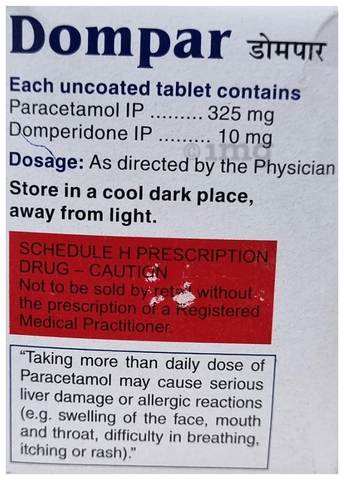 Dompar डोमपार
Each uncoated tablet contains
Paracetamol IP ......... 325 mg
Domperidone IP ......... 10 mg
Dosage: As directed by the Physician
Store in a cool dark place,
away from light.
SCHEDULE H PRESCRIPTION
DRUG – CAUTION
Not to be sold by retail without
the prescription of a Registered
Medical Practitioner.
"Taking more than daily dose of
Paracetamol may cause serious
liver damage or allergic reactions
(e.g. swelling of the face, mouth
and throat, difficulty in breathing,
itching or rash)."